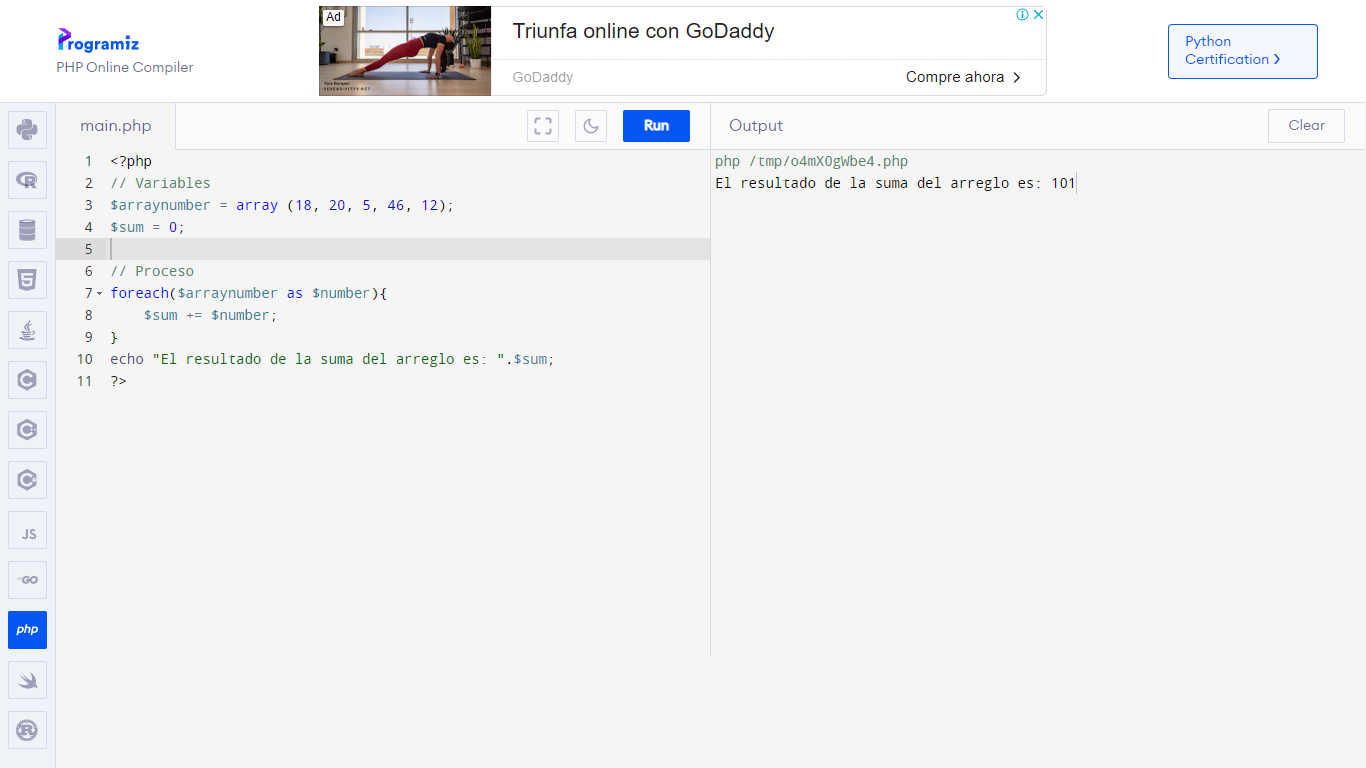 Programiz
PHP Online Compiler
Ad
Triunfa online con GoDaddy
GoDaddy
Compre ahora
Python
Certification
main.php
Run
Output
Clear
1 <?php
2 // Variables
3 $arraynumber = array (18, 20, 5, 46, 12);
4 $sum = 0;
5
6 // Proceso
7 foreach($arraynumber as $number){
8 $sum += $number;
9 }
10 echo "El resultado de la suma del arreglo es: ".$sum;
11 ?>
php /tmp/o4mX0gWbe4.php
El resultado de la suma del arreglo es: 101
R
5
C
C
C
JS
GO
php
R